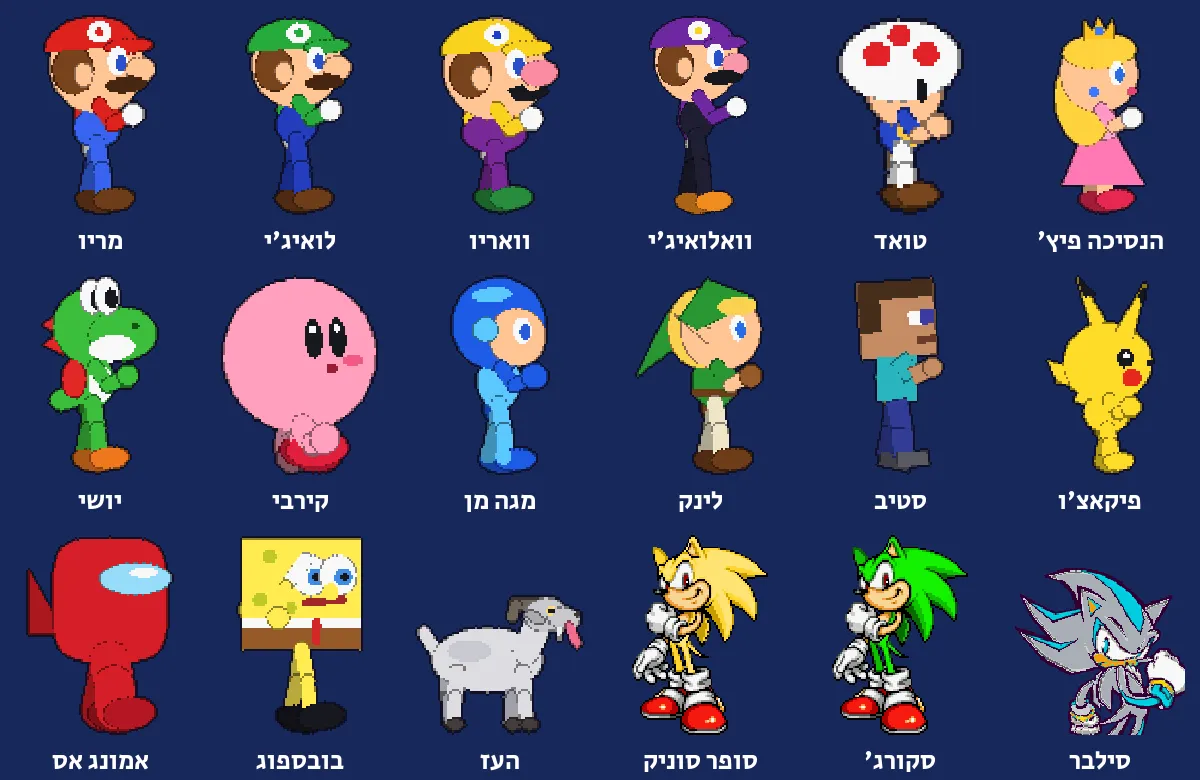 מריו
לואיג'י
וואריו
וואלואיג'י
טואד
הנסיכה פיץ'
יושי
קירבי
מגה מן
לינק
סטיב
פיקאצ'ו
אמונג אס
בובספוג
העז
סופר סוניק
סקורג'
סילבר